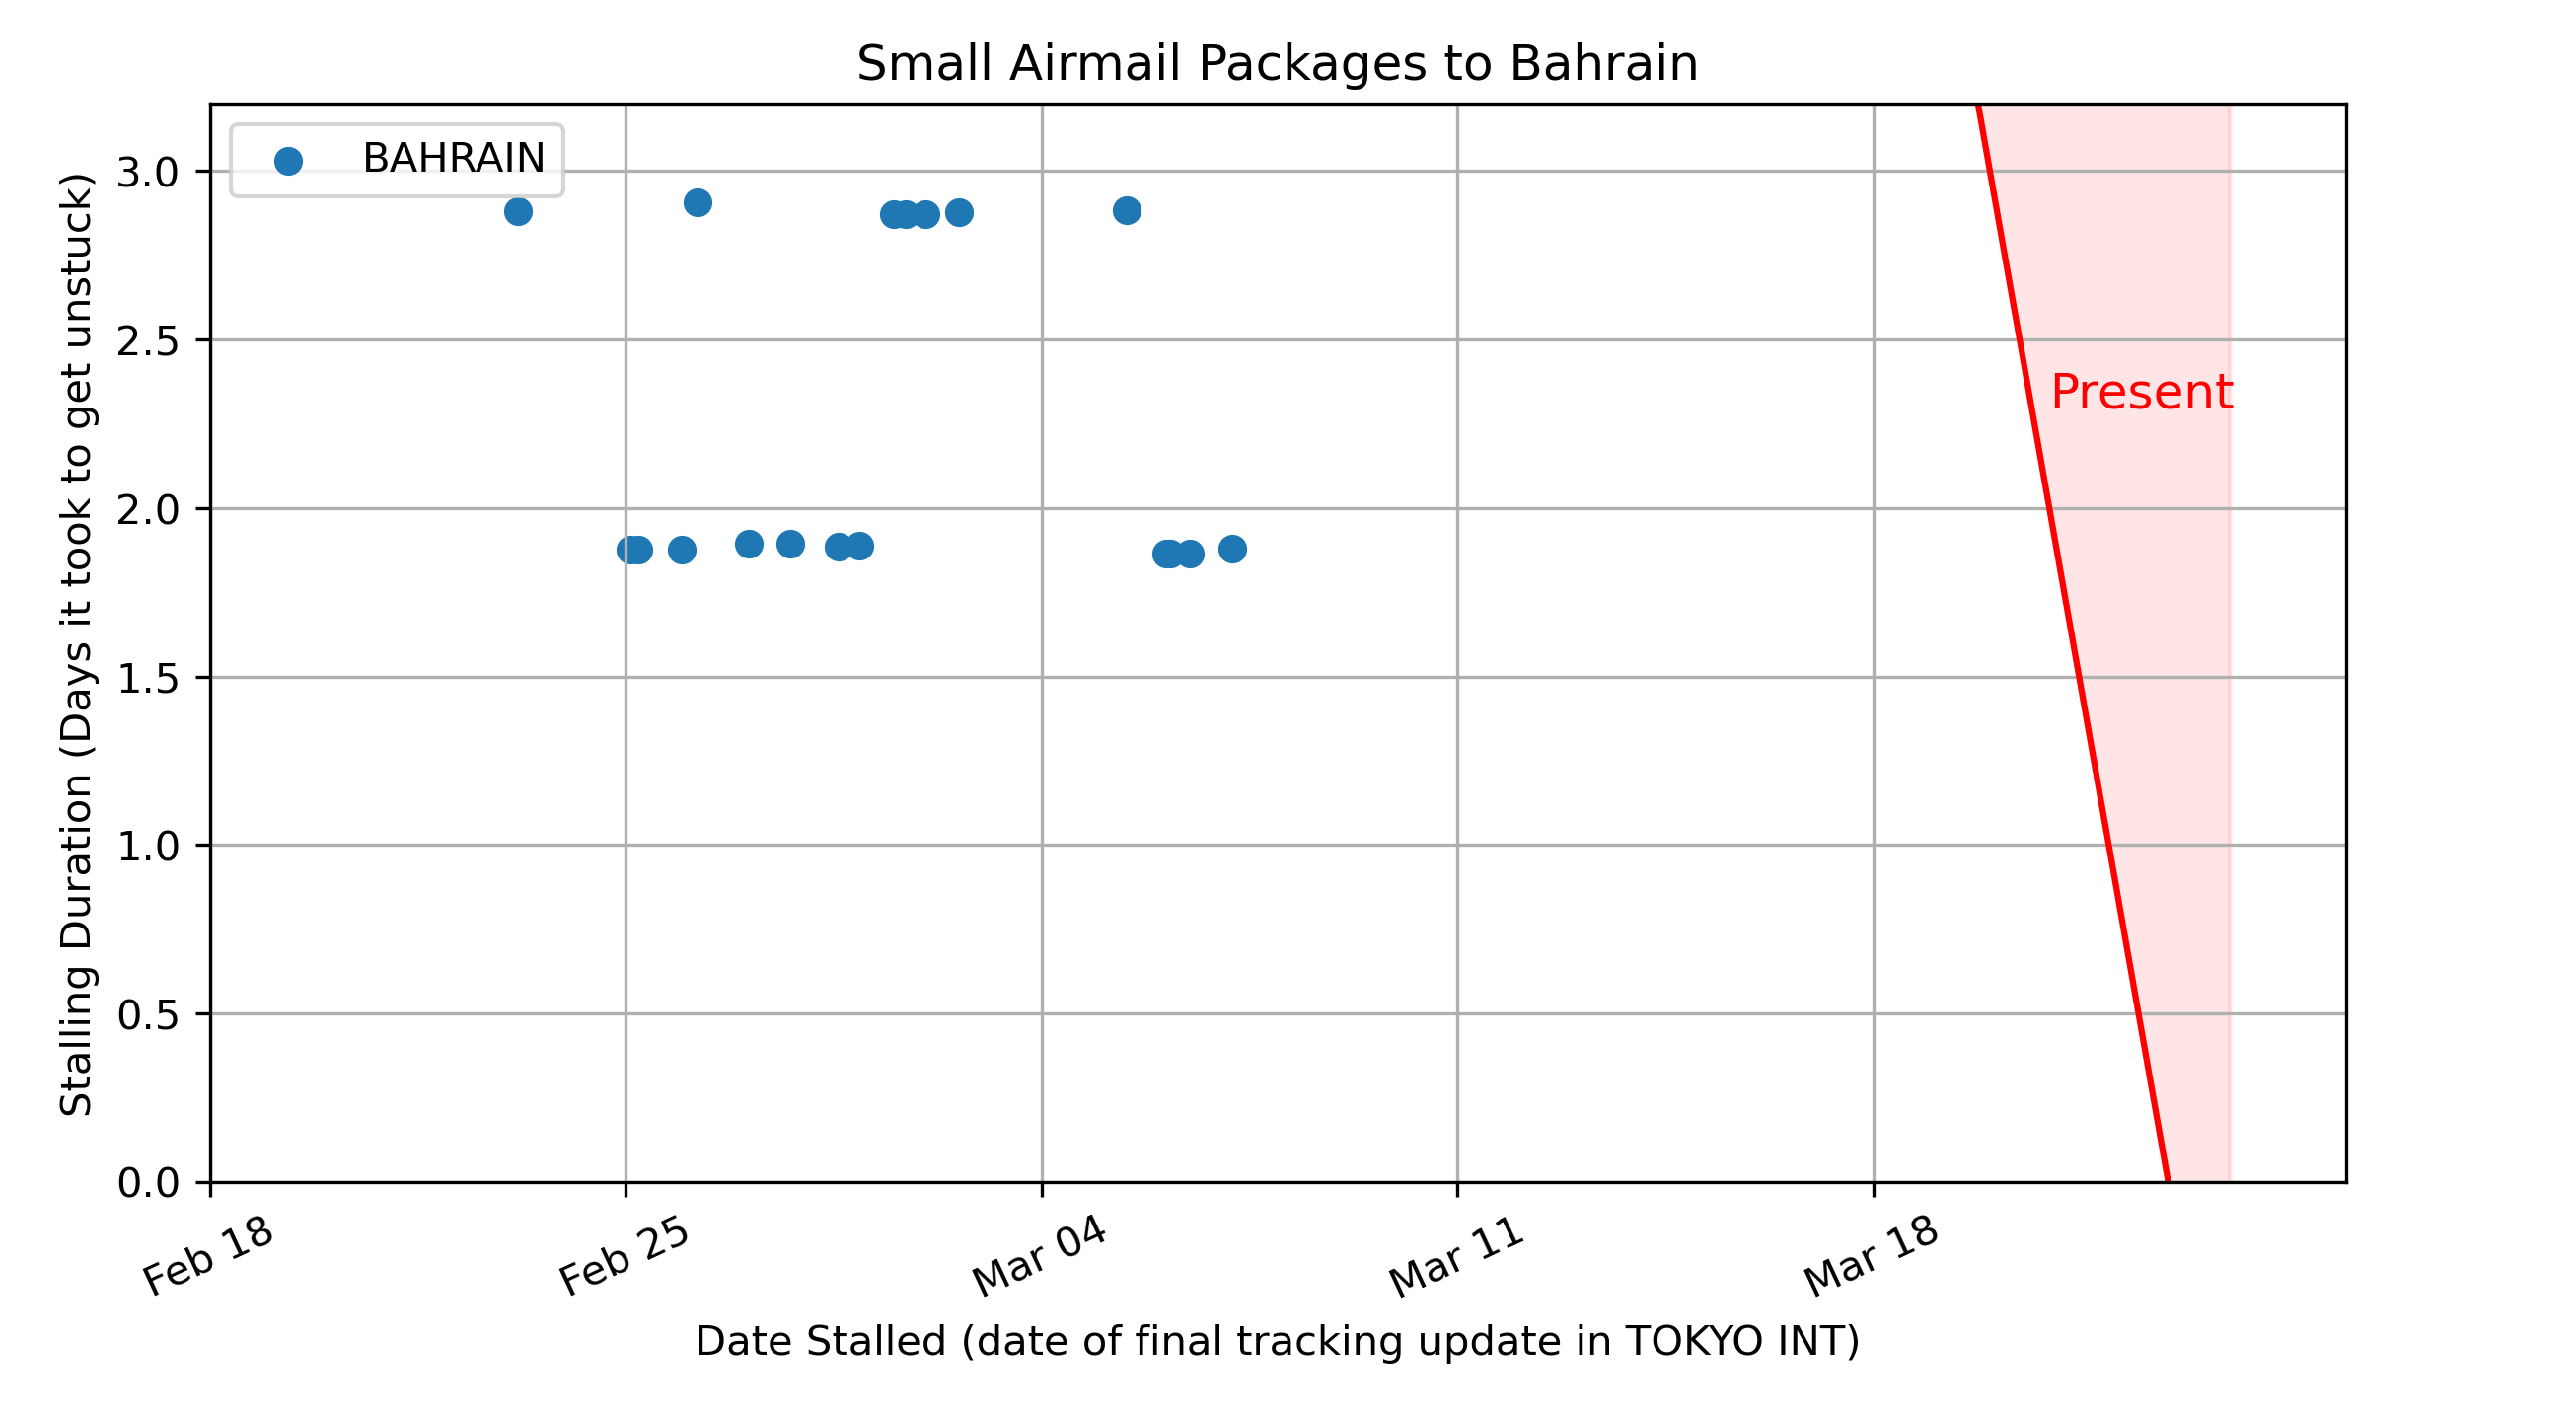 Small Airmail Packages to Bahrain
BAHRAIN
Stalling Duration (Days it took to get unstuck)
3.0
2.5
2.0
1.5
1.0
0.5
0.0
Present
Feb 18
Feb 25
Mar 04
Mar 11
Mar 18
Date Stalled (date of final tracking update in TOKYO INT)